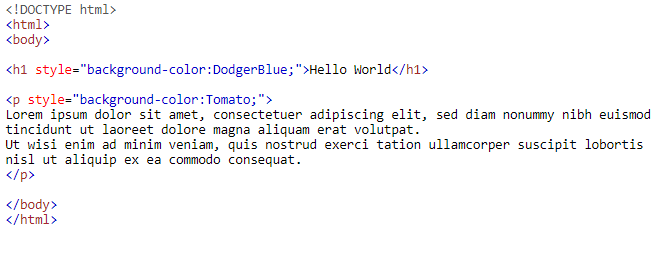 <!DOCTYPE html>
<html>
<body>
<h1 style="background-color:DodgerBlue;">Hello World</h1>
<p style="background-color:Tomato;">
Lorem ipsum dolor sit amet, consectetuer adipiscing elit, sed diam nonummy nibh euismod
tincidunt ut laoreet dolore magna aliquam erat volutpat.
Ut wisi enim ad minim veniam, quis nostrud exerci tation ullamcorper suscipit lobortis
nisl ut aliquip ex ea commodo consequat.
</p>
</body>
</html>